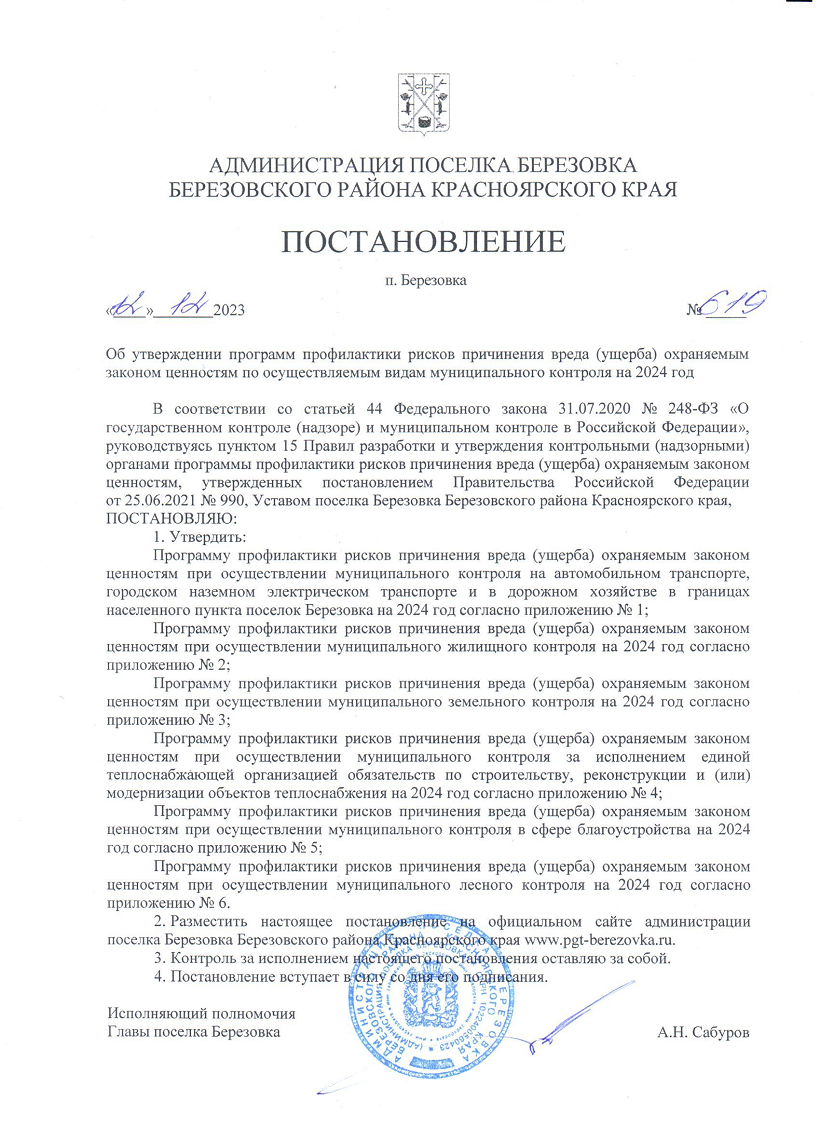 АДМИНИСТРАЦИЯ ПОСЕЛКА БЕРЕЗОВКА
БЕРЕЗОВСКОГО РАЙОНА КРАСНОЯРСКОГО КРАЯ
ПОСТАНОВЛЕНИЕ
п. Березовка
«12» 12 2023 № 619
Об утверждении программ профилактики рисков причинения вреда (ущерба) охраняемым
законом ценностям по осуществляемым видам муниципального контроля на 2024 год
В соответствии со статьей 44 Федерального закона 31.07.2020 № 248-ФЗ «О
государственном контроле (надзоре) и муниципальном контроле в Российской Федерации»,
руководствуясь пунктом 15 Правил разработки и утверждения контрольными (надзорными)
органами программы профилактики рисков причинения вреда (ущерба) охраняемым законом
ценностям, утвержденных постановлением Правительства Российской Федерации
от 25.06.2021 № 990, Уставом поселка Березовка Березовского района Красноярского края,
ПОСТАНОВЛЯЮ:
1. Утвердить:
Программу профилактики рисков причинения вреда (ущерба) охраняемым законом
ценностям при осуществлении муниципального контроля на автомобильном транспорте,
городском наземном электрическом транспорте и в дорожном хозяйстве в границах
населенного пункта поселок Березовка на 2024 год согласно приложению № 1;
Программу профилактики рисков причинения вреда (ущерба) охраняемым законом
ценностям при осуществлении муниципального жилищного контроля на 2024 год согласно
приложению № 2;
Программу профилактики рисков причинения вреда (ущерба) охраняемым законом
ценностям при осуществлении муниципального земельного контроля на 2024 год согласно
приложению № 3;
Программу профилактики рисков причинения вреда (ущерба) охраняемым законом
ценностям при осуществлении муниципального контроля за исполнением единой
теплоснабжающей организацией обязательств по строительству, реконструкции и (или)
модернизации объектов теплоснабжения на 2024 год согласно приложению № 4;
Программу профилактики рисков причинения вреда (ущерба) охраняемым законом
ценностям при осуществлении муниципального контроля в сфере благоустройства на 2024
год согласно приложению № 5;
Программу профилактики рисков причинения вреда (ущерба) охраняемым законом
ценностям при осуществлении муниципального лесного контроля на 2024 год согласно
приложению № 6.
2. Разместить настоящее постановление на официальном сайте администрации
поселка Березовка Березовского района Красноярского края www.pgt-berezovka.ru.
3. Контроль за исполнением настоящего постановления оставляю за собой.
4. Постановление вступает в силу со дня его подписания.
Исполняющий полномочия
Главы поселка Березовка А.Н. Сабуров